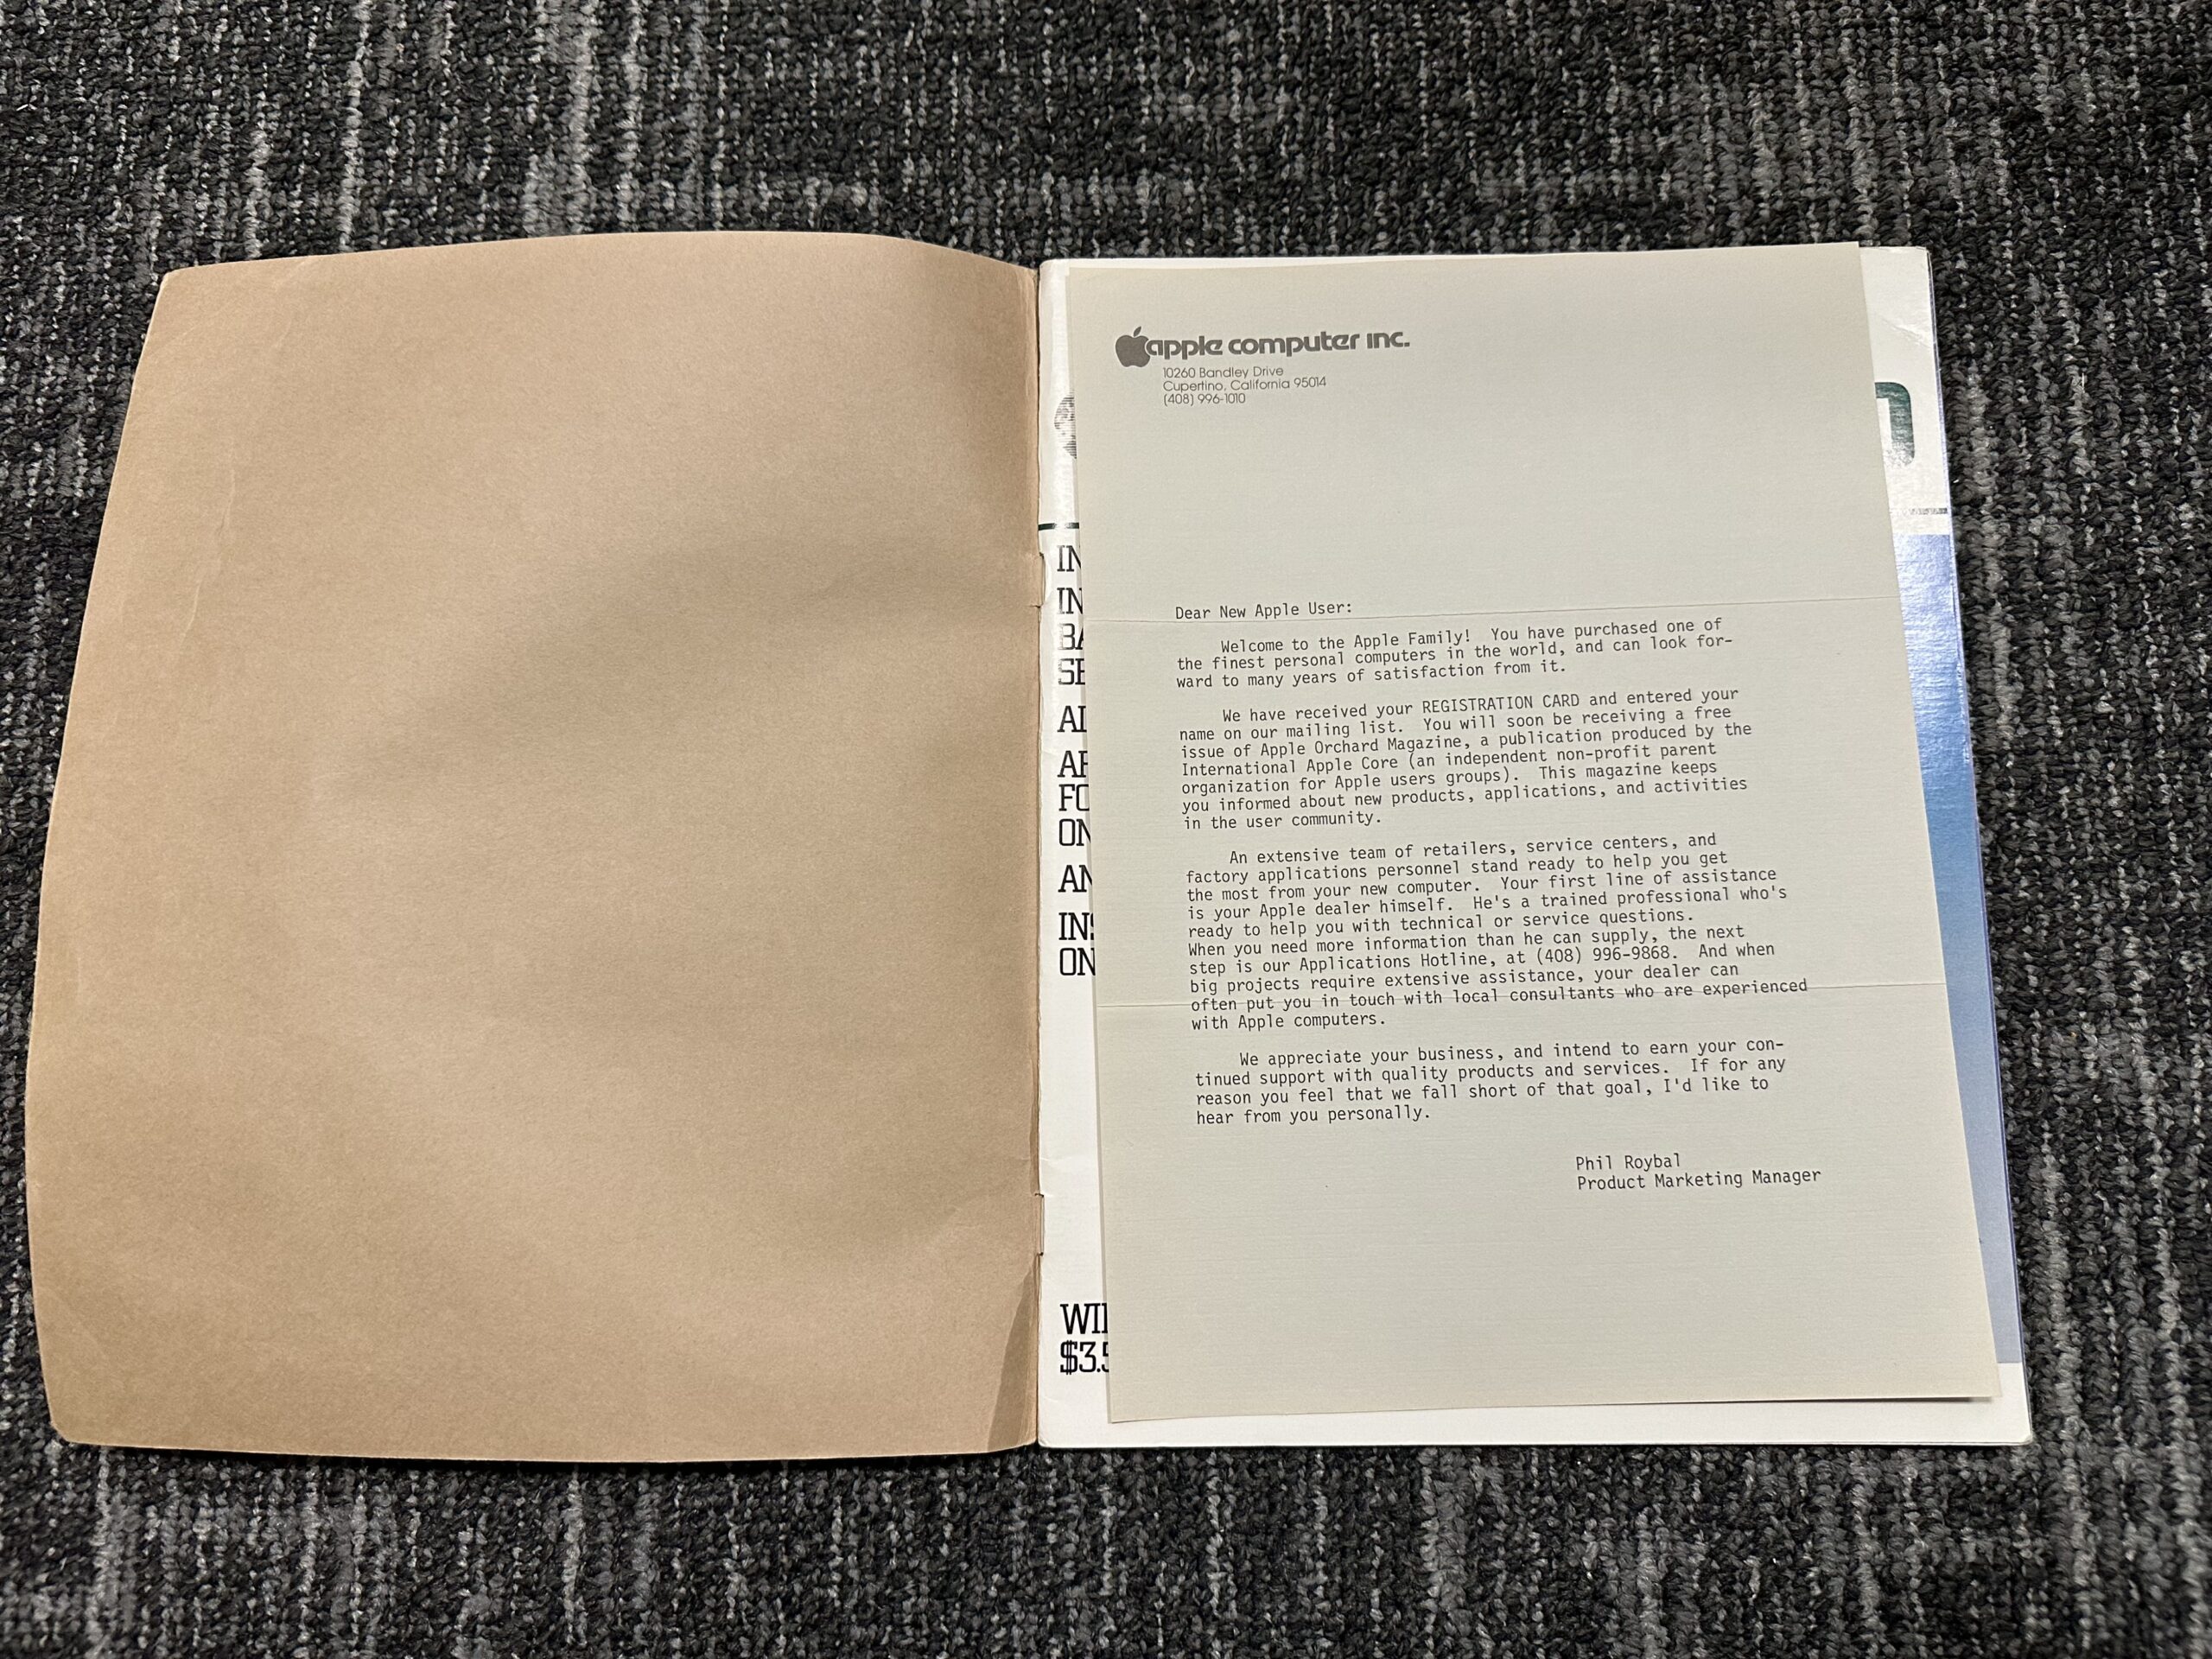 apple computer inc.
10260 Bandley Drive
Cupertino, California 95014
(408) 996-1010
Dear New Apple User:
Welcome to the Apple Family! You have purchased one of
the finest personal computers in the world, and can look for-
ward to many years of satisfaction from it.
We have received your REGISTRATION CARD and entered your
name on our mailing list. You will soon be receiving a free
issue of Apple Orchard Magazine, a publication produced by the
International Apple Core (an independent non-profit parent
organization for Apple users groups). This magazine keeps
you informed about new products, applications, and activities
in the user community.
An extensive team of retailers, service centers, and
factory applications personnel stand ready to help you get
the most from your new computer. Your first line of assistance
is your Apple dealer himself. He's a trained professional who's
ready to help you with technical or service questions.
When you need more information than he can supply, the next
step is our Applications Hotline, at (408) 996-9868. And when
big projects require extensive assistance, your dealer can
often put you in touch with local consultants who are experienced
with Apple computers.
We appreciate your business, and intend to earn your con-
tinued support with quality products and services. If for any
reason you feel that we fall short of that goal, I'd like to
hear from you personally.
Phil Roybal
Product Marketing Manager